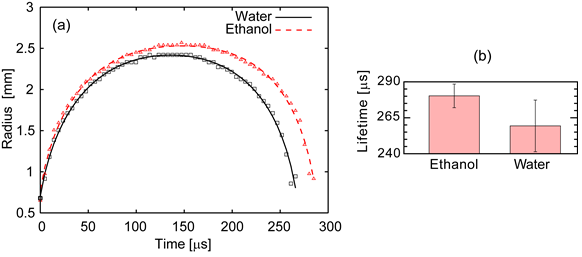 (a)
Water
Ethanol
3
2.5
2
1.5
1
0.5
Radius [mm]
0
50
100
150
200
250
300
Time [μs]
(b)
290
265
240
Lifetime [μs]
Ethanol
Water